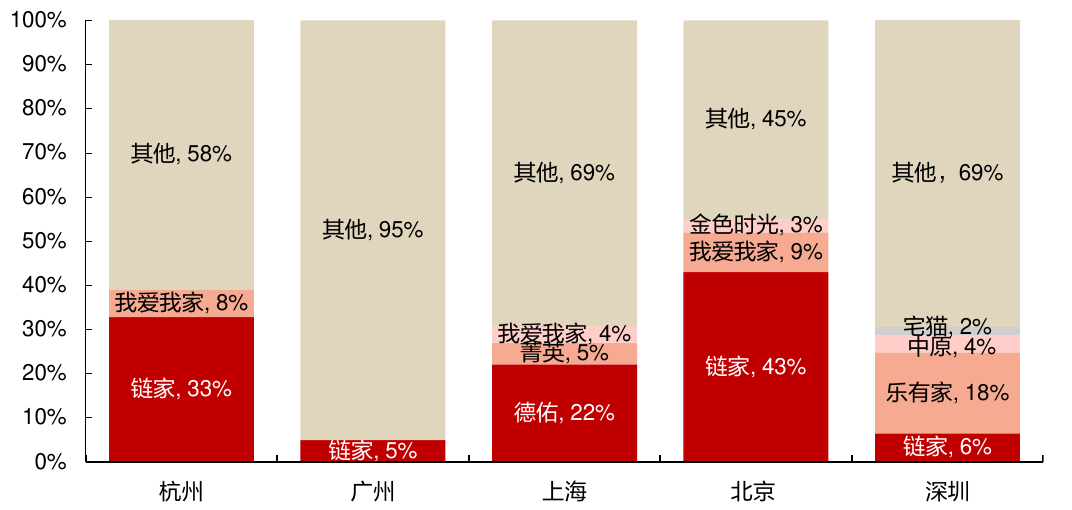 100%
90%
80%
70%
60%
50%
40%
30%
20%
10%
0%
其他, 58%
我爱我家, 8%
链家, 33%
其他, 95%
链家, 5%
其他, 69%
我爱我家, 4%
菁英, 5%
德佑, 22%
其他, 45%
金色时光, 3%
我爱我家, 9%
链家, 43%
其他，69%
宅猫, 2%
中原, 4%
乐有家, 18%
链家, 6%
杭州
广州
上海
北京
深圳